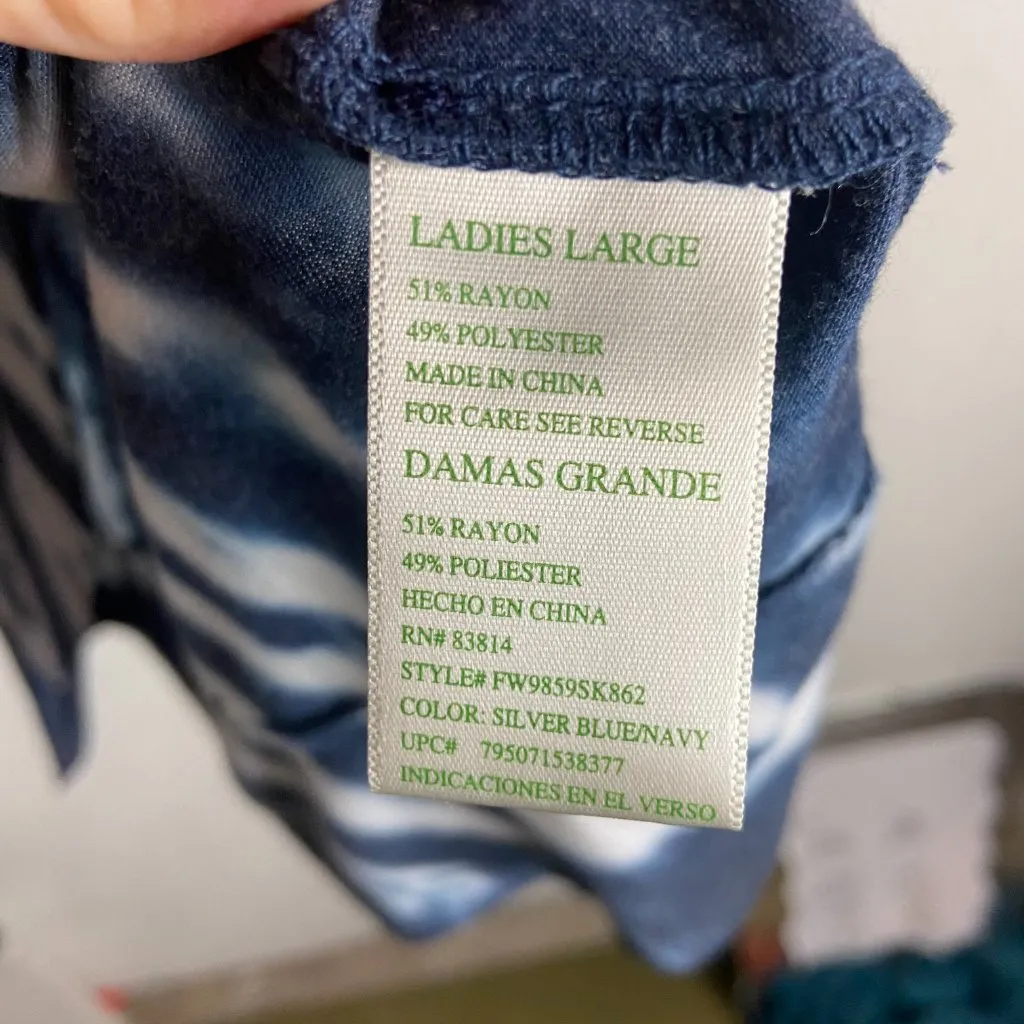 LADIES LARGE
51% RAYON
49% POLYESTER
MADE IN CHINA
FOR CARE SEE REVERSE
DAMAS GRANDE
51% RAYON
49% POLIESTER
HECHO EN CHINA
RN# 83814
STYLE# FW9859SK862
COLOR: SILVER BLUE/NAVY
UPC# 795071538377
INDICACIONES EN EL VERSO